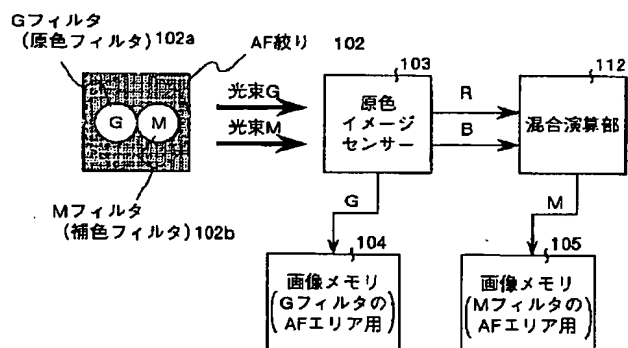 Gフィルタ
(原色フィルタ)102a
AF絞り 102
G
M
Mフィルタ
(補色フィルタ)102b
光束G
光束M
103
原色
イメージ
センサー
R
B
112
混合演算部
G
M
104
画像メモリ
(Gフィルタの
AFエリア用)
105
画像メモリ
(Mフィルタの
AFエリア用)